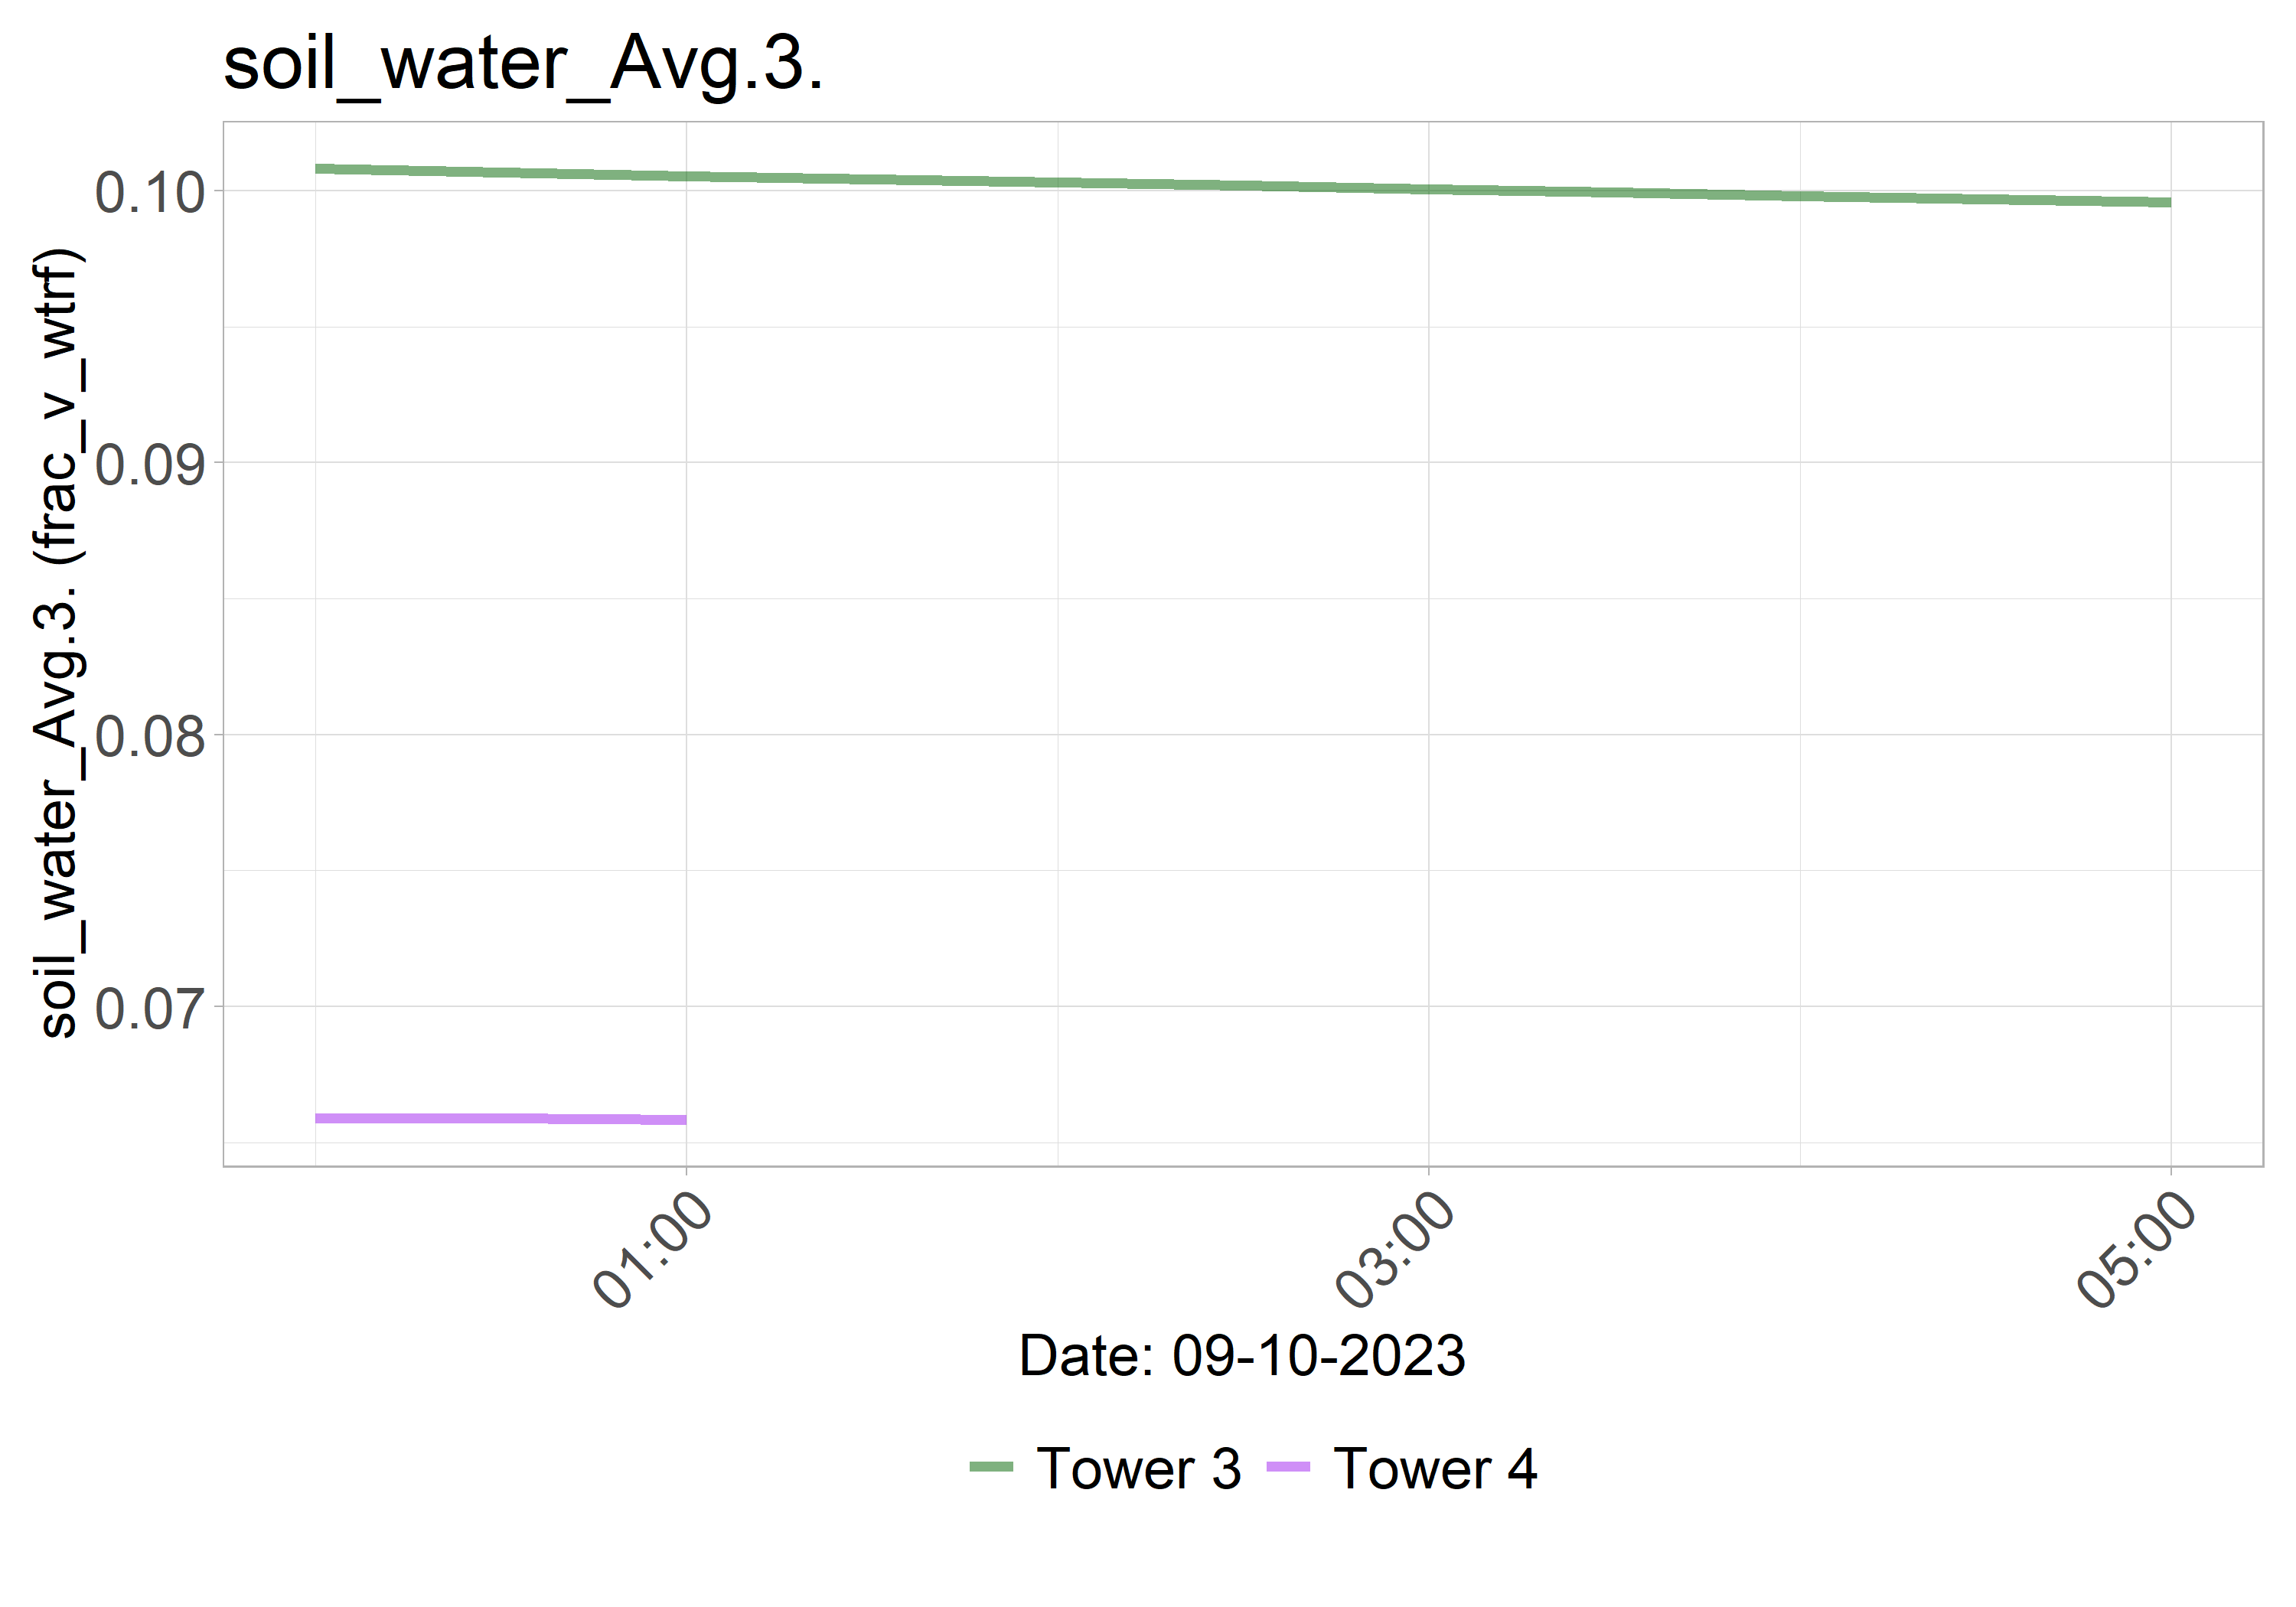 soil_water_Avg.3.
soil_water_Avg.3. (frac_v_wtrf)
0.10
0.09
0.08
0.07
01:00
03:00
05:00
Date: 09-10-2023
Tower 3
Tower 4